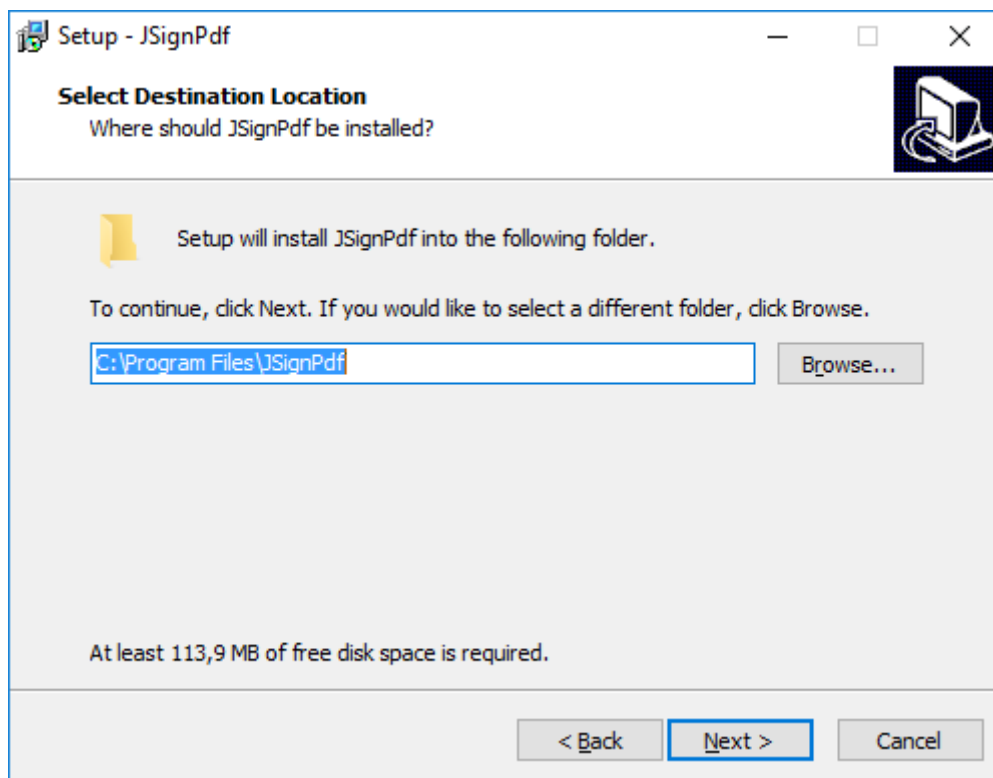 Setup - JSignPdf
Select Destination Location
Where should JSignPdf be installed?
Setup will install JSignPdf into the following folder.
To continue, click Next. If you would like to select a different folder, click Browse.
C:\Program Files\JSignPdf
Browse...
At least 113,9 MB of free disk space is required.
< Back
Next >
Cancel